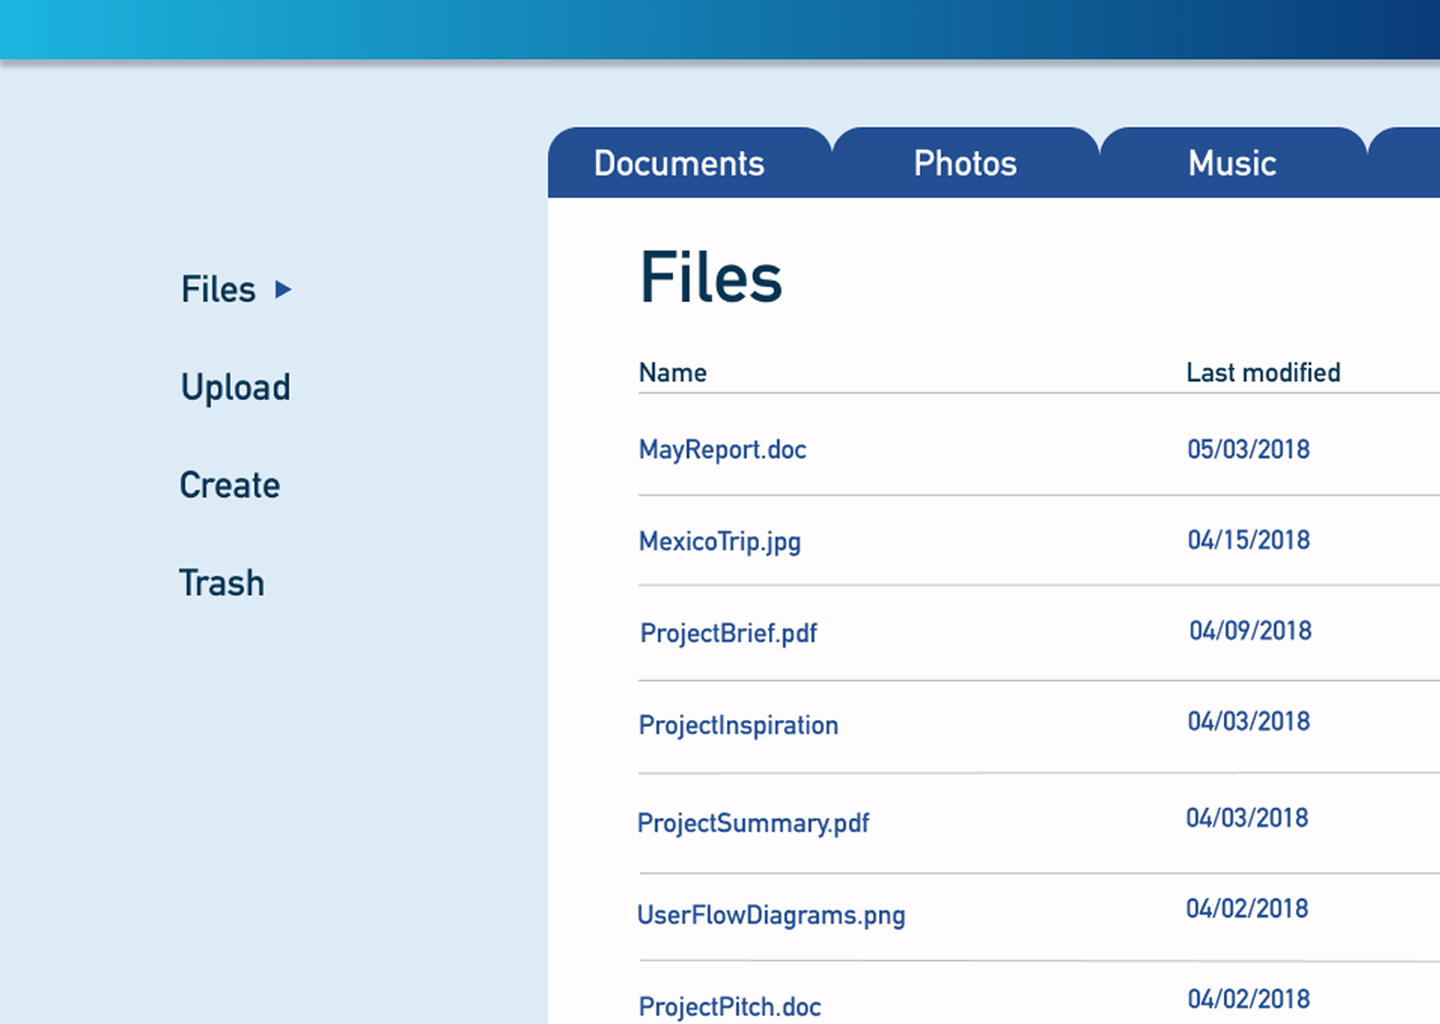 Documents Photos Music
Files
Upload
Create
Trash
Files
Name Last modified
MayReport.doc 05/03/2018
MexicoTrip.jpg 04/15/2018
ProjectBrief.pdf 04/09/2018
ProjectInspiration 04/03/2018
ProjectSummary.pdf 04/03/2018
UserFlowDiagrams.png 04/02/2018
ProjectPitch.doc 04/02/2018